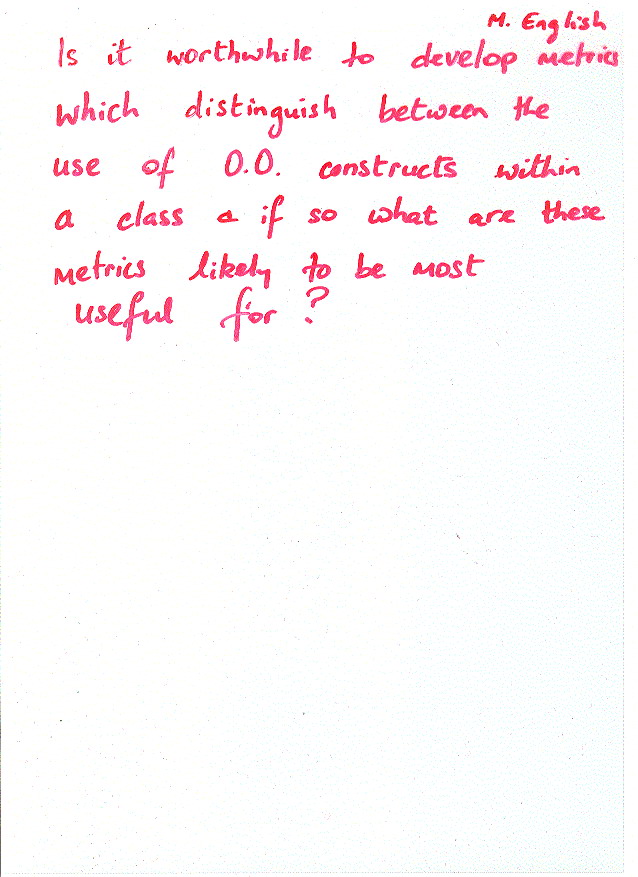 M. English
Is it worthwhile to develop metrics
which distinguish between the
use of O.O. constructs within
a class & if so what are these
metrics likely to be most
useful for?